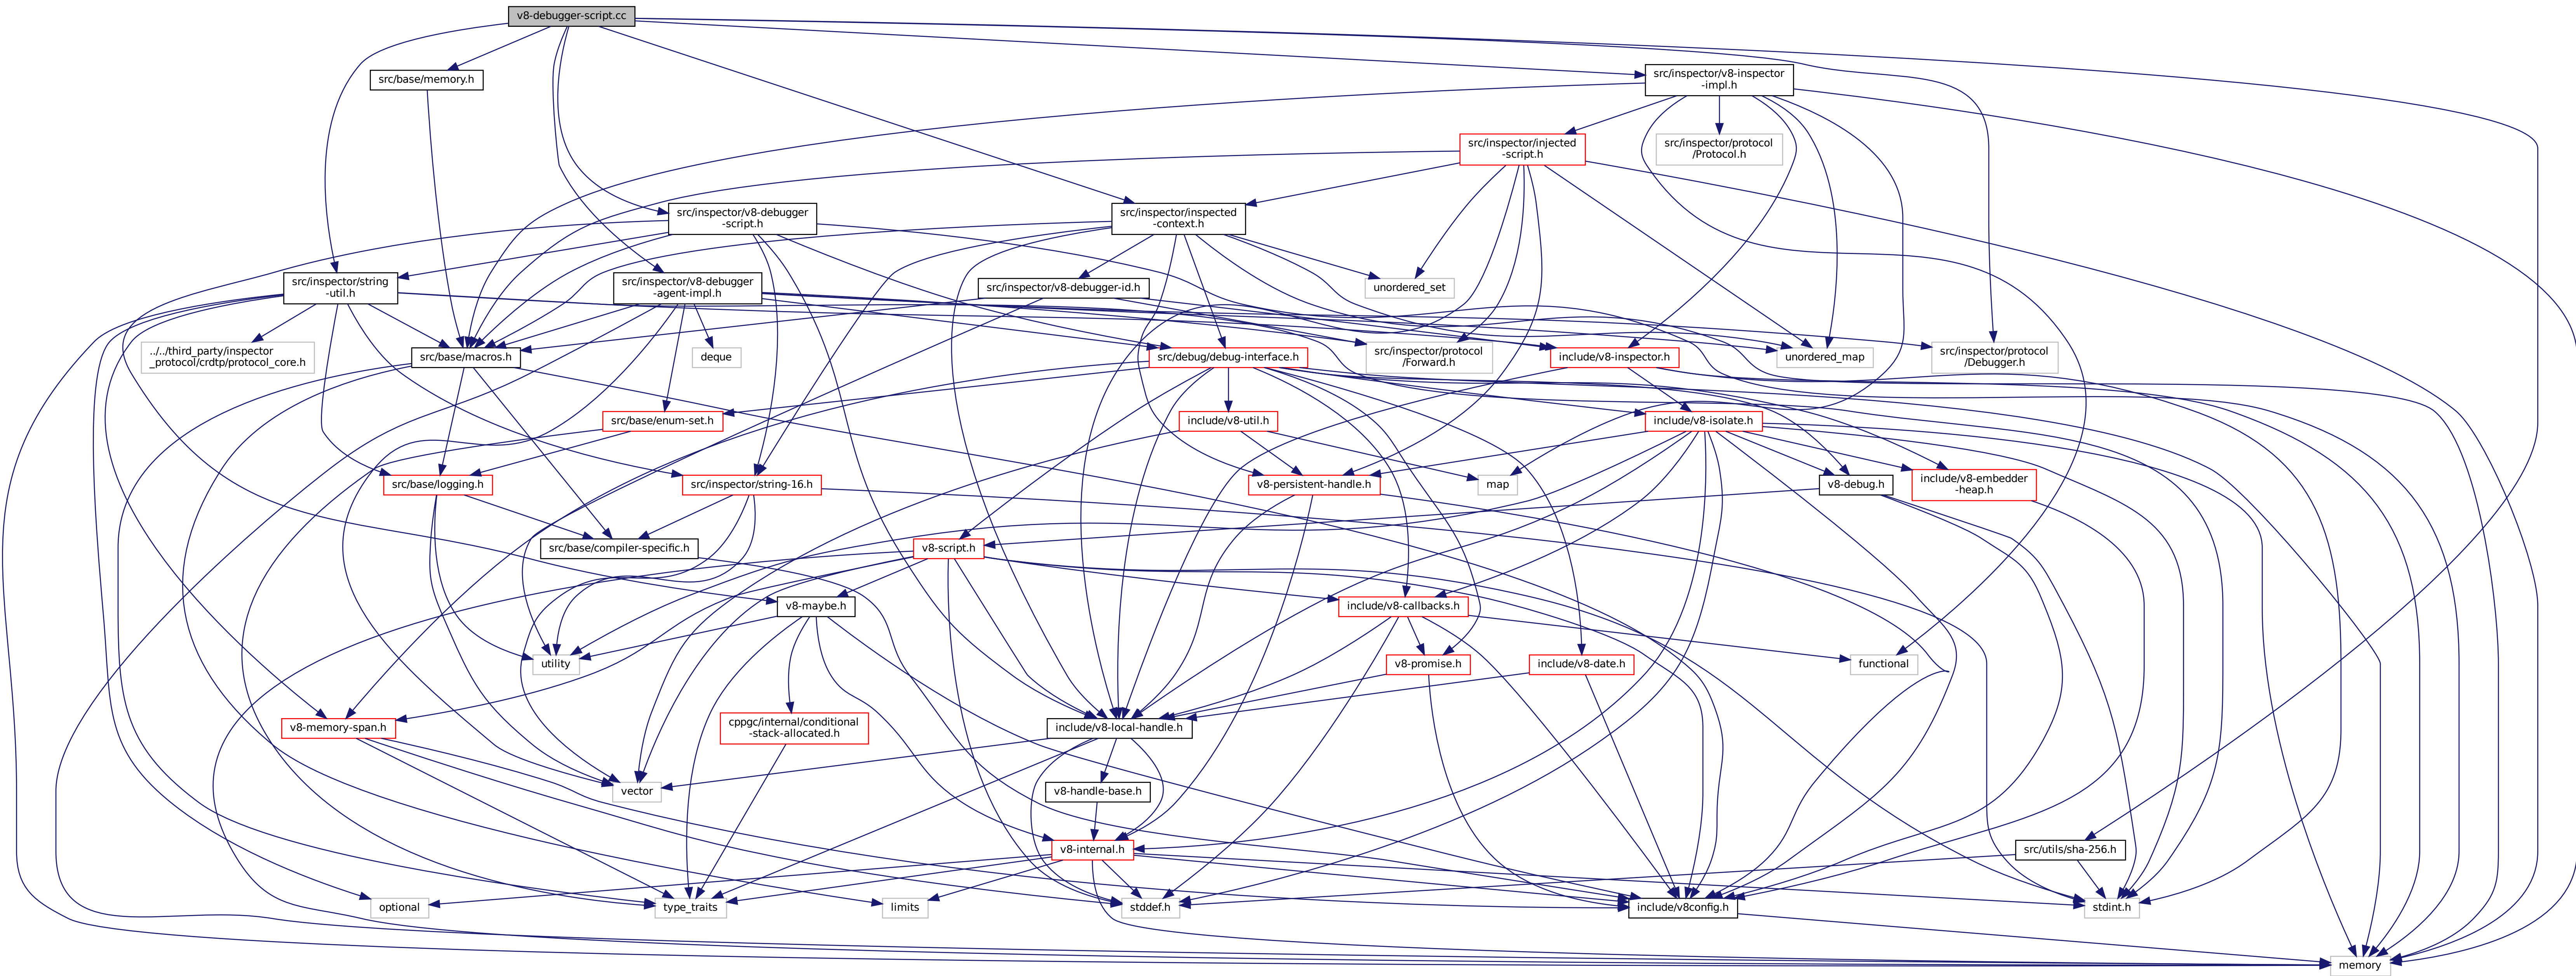 v8-debugger-script.cc
src/base/memory.h
src/inspector/v8-inspector
-impl.h
src/inspector/injected
-script.h
src/inspector/protocol
/Protocol.h
src/inspector/v8-debugger
-script.h
src/inspector/inspected
-context.h
src/inspector/string
-util.h
src/inspector/v8-debugger
-agent-impl.h
src/inspector/v8-debugger-id.h
unordered_set
../../third_party/inspector
_protocol/crdtp/protocol_core.h
src/base/macros.h
deque
src/debug/debug-interface.h
src/inspector/protocol
/Forward.h
include/v8-inspector.h
unordered_map
src/inspector/protocol
/Debugger.h
src/base/enum-set.h
include/v8-util.h
include/v8-isolate.h
src/base/logging.h
src/inspector/string-16.h
v8-persistent-handle.h
map
v8-debug.h
include/v8-embedder
-heap.h
src/base/compiler-specific.h
v8-script.h
v8-maybe.h
include/v8-callbacks.h
utility
v8-promise.h
include/v8-date.h
functional
v8-memory-span.h
cppgc/internal/conditional
-stack-allocated.h
include/v8-local-handle.h
vector
v8-handle-base.h
v8-internal.h
src/utils/sha-256.h
optional
type_traits
limits
stddef.h
include/v8config.h
stdint.h
memory